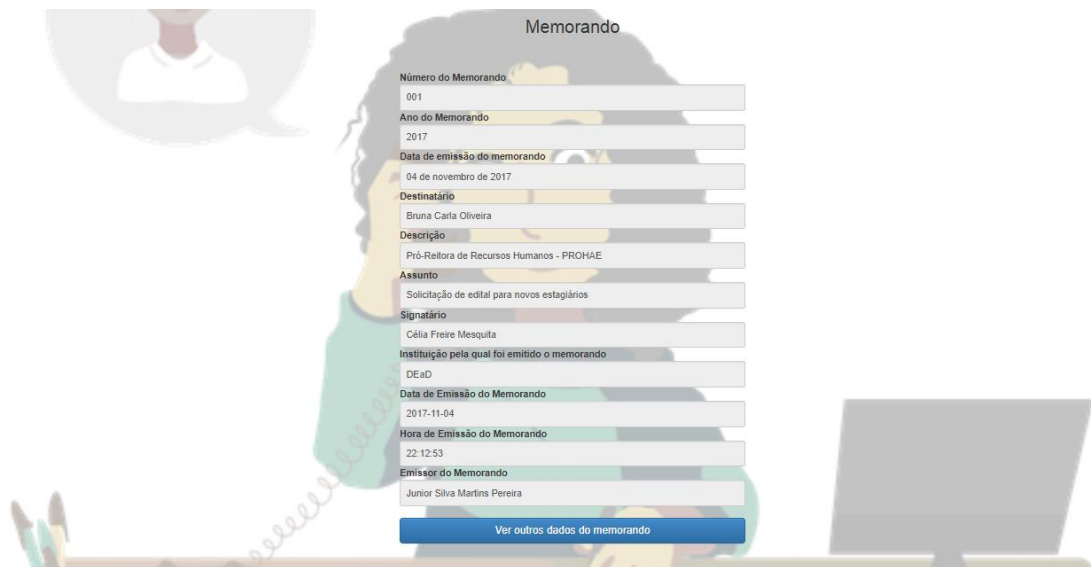 Memorando
Número do Memorando
001
Ano do Memorando
2017
Data de emissão do memorando
04 de novembro de 2017
Destinatário
Bruna Carla Oliveira
Descrição
Pró-Reitora de Recursos Humanos - PROHAE
Assunto
Solicitação de edital para novos estagiários
Signatário
Célia Freire Mesquita
Instituição pela qual foi emitido o memorando
DEaD
Data de Emissão do Memorando
2017-11-04
Hora de Emissão do Memorando
22:12:53
Emissor do Memorando
Junior Silva Martins Pereira
Ver outros dados do memorando